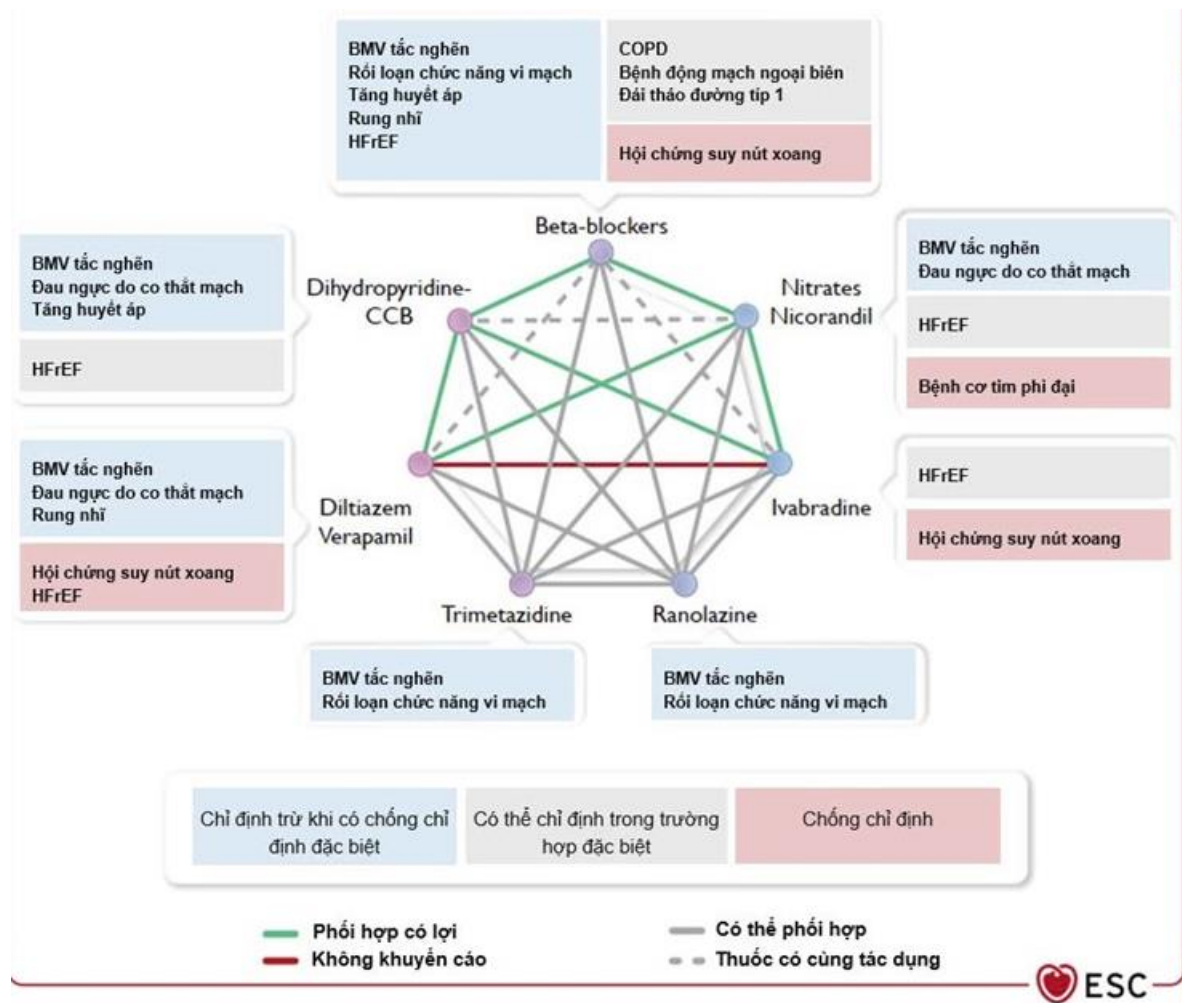 BMV tắc nghẽn
Rối loạn chức năng vi mạch
Tăng huyết áp
Rung nhĩ
HFrEF
COPD
Bệnh động mạch ngoại biên
Đái tháo đường típ 1
Hội chứng suy nút xoang
Beta-blockers
BMV tắc nghẽn
Đau ngực do co thắt mạch
Tăng huyết áp
HFrEF
Dihydropyridine-
CCB
Nitrates
Nicorandil
BMV tắc nghẽn
Đau ngực do co thắt mạch
HFrEF
Bệnh cơ tim phi đại
BMV tắc nghẽn
Đau ngực do co thắt mạch
Rung nhĩ
Hội chứng suy nút xoang
HFrEF
Diltiazem
Verapamil
Ivabradine
HFrEF
Hội chứng suy nút xoang
Trimetazidine
Ranolazine
BMV tắc nghẽn
Rối loạn chức năng vi mạch
BMV tắc nghẽn
Rối loạn chức năng vi mạch
Chỉ định trừ khi có chống chỉ
định đặc biệt
Có thể chỉ định trong trường
hợp đặc biệt
Chống chỉ định
Phối hợp có lợi
Có thể phối hợp
Không khuyến cáo
Thuốc có cùng tác dụng
ESC